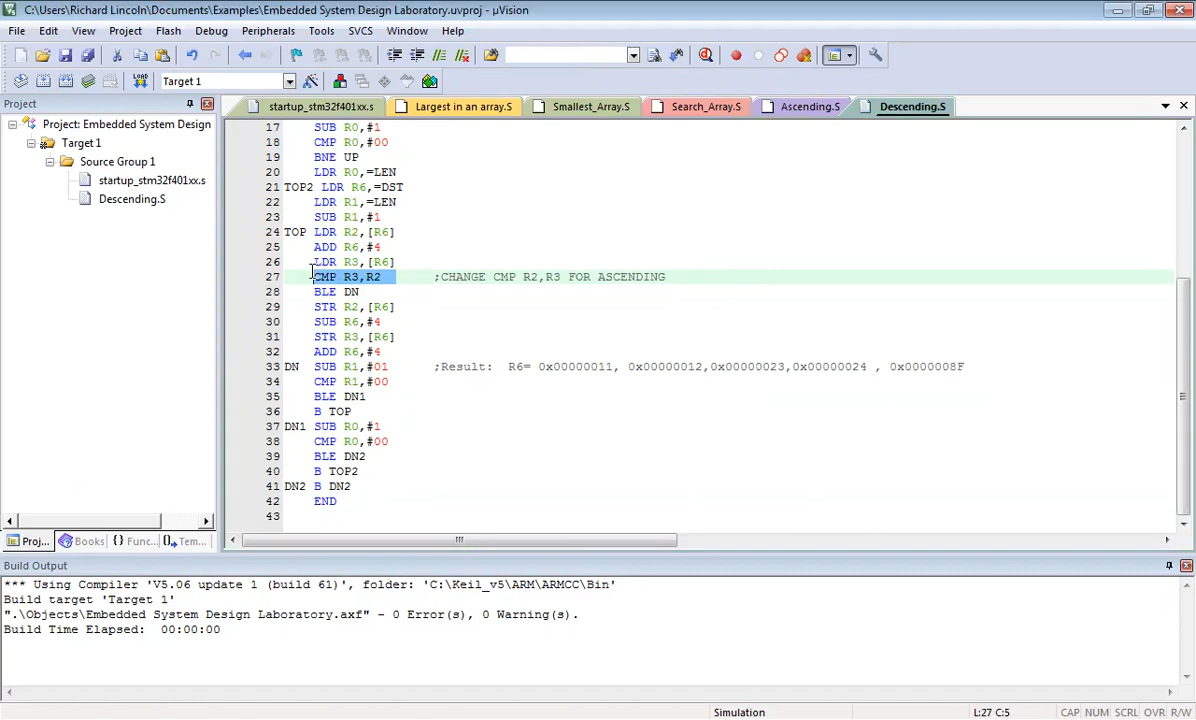 C:\Users\Richard Lincoln\Documents\Examples\Embedded System Design Laboratory.uvproj - µVision
File Edit View Project Flash Debug Peripherals Tools SVCS Window Help
LOAD Target 1
Project
startup_stm32f401xx.s Largest in an array.S Smallest_Array.S Search_Array.S Ascending.S Descending.S
Project: Embedded System Design
Target 1
Source Group 1
startup_stm32f401xx.s
Descending.S
17 SUB R0,#1
18 CMP R0,#00
19 BNE UP
20 LDR R0,=LEN
21 TOP2 LDR R6,=DST
22 LDR R1,=LEN
23 SUB R1,#1
24 TOP LDR R2,[R6]
25 ADD R6,#4
26 LDR R3,[R6]
27 CMP R3,R2 ;CHANGE CMP R2,R3 FOR ASCENDING
28 BLE DN
29 STR R2,[R6]
30 SUB R6,#4
31 STR R3,[R6]
32 ADD R6,#4
33 DN SUB R1,#01 ;Result: R6= 0x00000011, 0x00000012,0x00000023,0x00000024 , 0x0000008F
34 CMP R1,#00
35 BLE DN1
36 B TOP
37 DN1 SUB R0,#1
38 CMP R0,#00
39 BLE DN2
40 B TOP2
41 DN2 B DN2
42 END
43
Proj... Books {} Func... Tem...
Build Output
*** Using Compiler 'V5.06 update 1 (build 61)', folder: 'C:\Keil_v5\ARM\ARMCC\Bin'
Build target 'Target 1'
".\Objects\Embedded System Design Laboratory.axf" - 0 Error(s), 0 Warning(s).
Build Time Elapsed: 00:00:00
Simulation L:27 C:5 CAP NUM SCRL OVR R/W